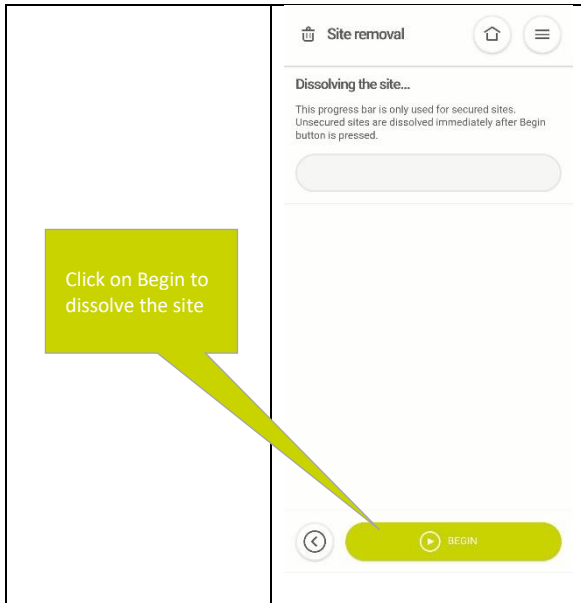 Site removal
Dissolving the site...
This progress bar is only used for secured sites.
Unsecured sites are dissolved immediately after Begin
button is pressed.
Click on Begin to
dissolve the site
BEGIN